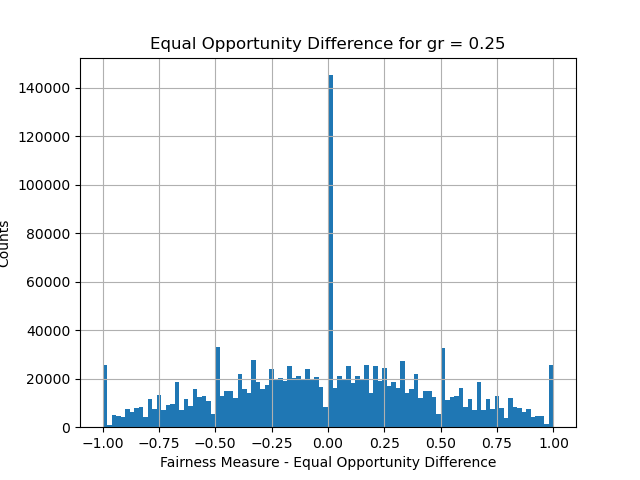 Equal Opportunity Difference for gr = 0.25
140000
120000
100000
80000
60000
40000
20000
0
Counts
−1.00 −0.75 −0.50 −0.25 0.00 0.25 0.50 0.75 1.00
Fairness Measure - Equal Opportunity Difference